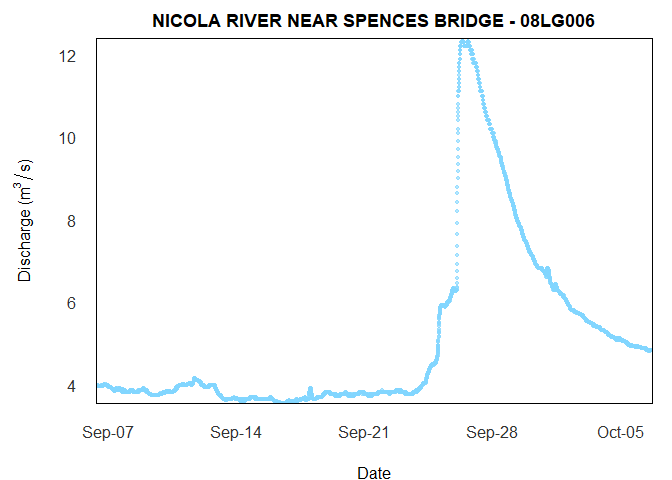 NICOLA RIVER NEAR SPENCES BRIDGE - 08LG006
12
10
8
6
4
Discharge (m³ / s)
Sep-07 Sep-14 Sep-21 Sep-28 Oct-05
Date